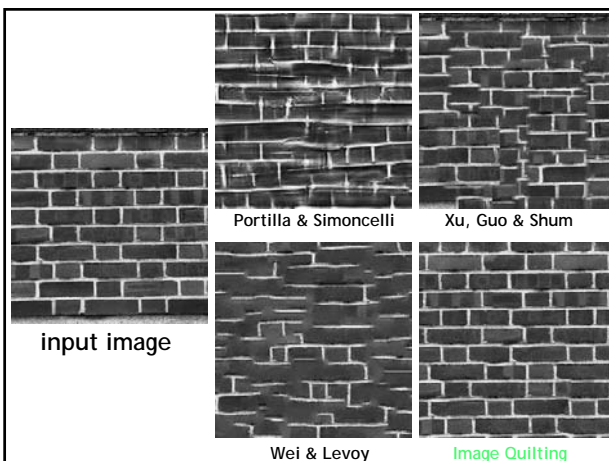 Portilla & Simoncelli
Xu, Guo & Shum
input image
Wei & Levoy
Image Quilting